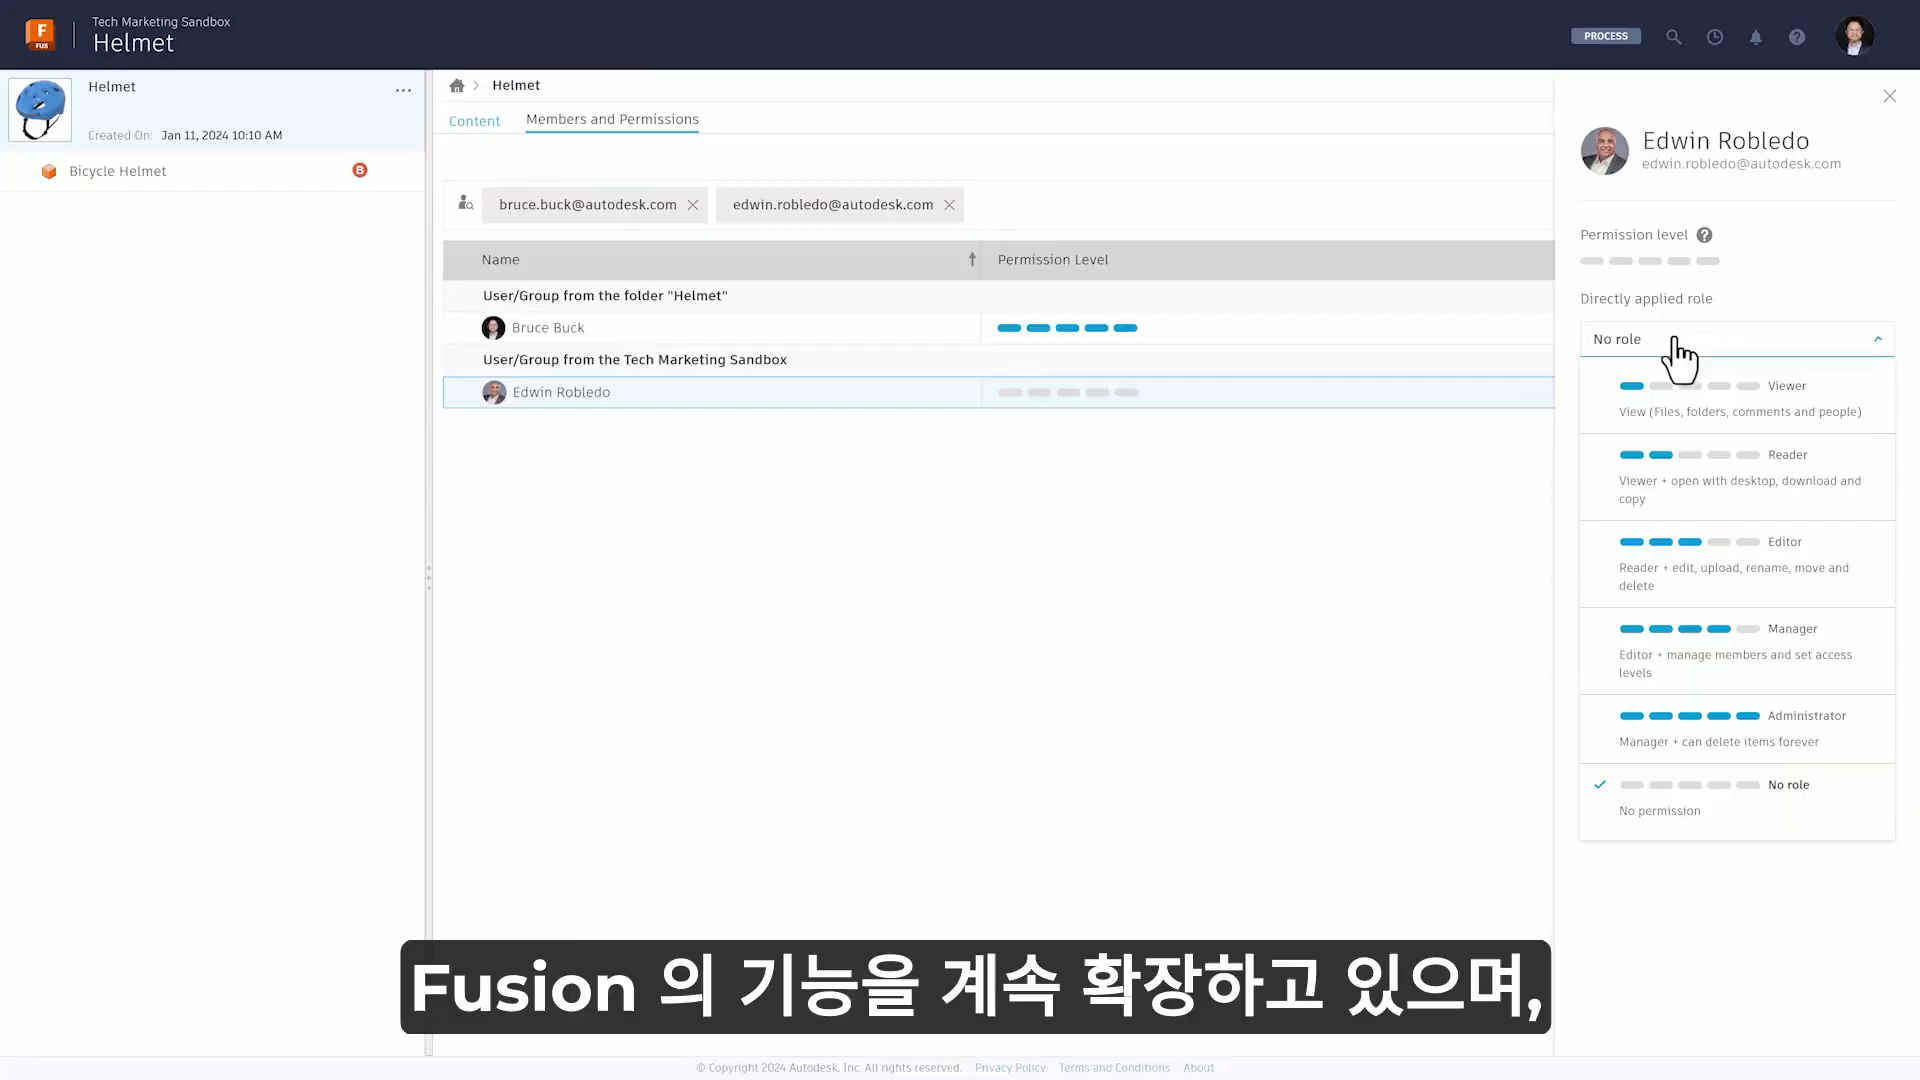 F
FUS
Tech Marketing Sandbox
Helmet
PROCESS
Helmet
Created On: Jan 11, 2024 10:10 AM
Bicycle Helmet
B
Helmet
Content
Members and Permissions
bruce.buck@autodesk.com
edwin.robledo@autodesk.com
Name
Permission Level
User/Group from the folder "Helmet"
Bruce Buck
User/Group from the Tech Marketing Sandbox
Edwin Robledo
Edwin Robledo
edwin.robledo@autodesk.com
Permission level
Directly applied role
No role
Viewer
View (Files, folders, comments and people)
Reader
Viewer + open with desktop, download and
copy
Editor
Reader + edit, upload, rename, move and
delete
Manager
Editor + manage members and set access
levels
Administrator
Manager + can delete items forever
No role
No permission
Fusion 의 기능을 계속 확장하고 있으며,
© Copyright 2024 Autodesk, Inc. All rights reserved. Privacy Policy Terms and Conditions About